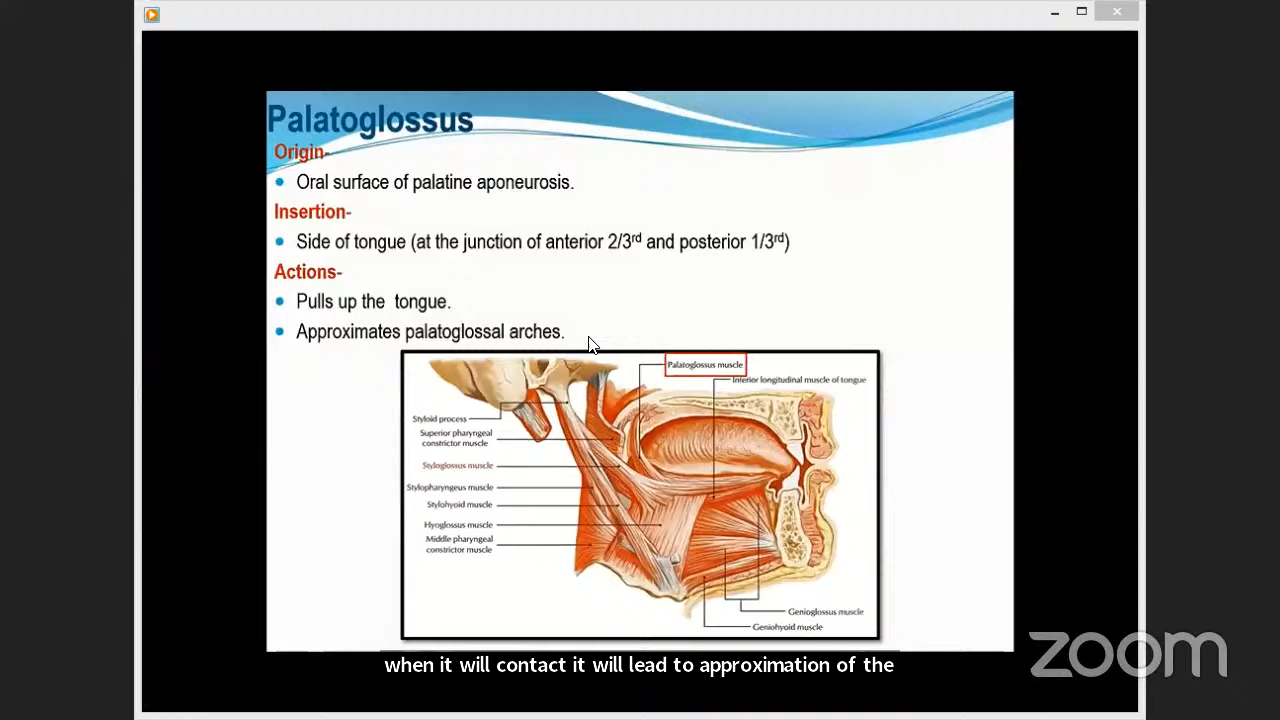 Palatoglossus
Origin-
• Oral surface of palatine aponeurosis.
Insertion-
• Side of tongue (at the junction of anterior 2/3rd and posterior 1/3rd)
Actions-
• Pulls up the tongue.
• Approximates palatoglossal arches.
Palatoglossus muscle
Inferior longitudinal muscle of tongue
Styloid process
Superior pharyngeal
constrictor muscle
Styloglossus muscle
Stylopharyngeus muscle
Stylohyoid muscle
Hyoglossus muscle
Middle pharyngeal
constrictor muscle
Genioglossus muscle
Geniohyoid muscle
when it will contact it will lead to approximation of the
zoom